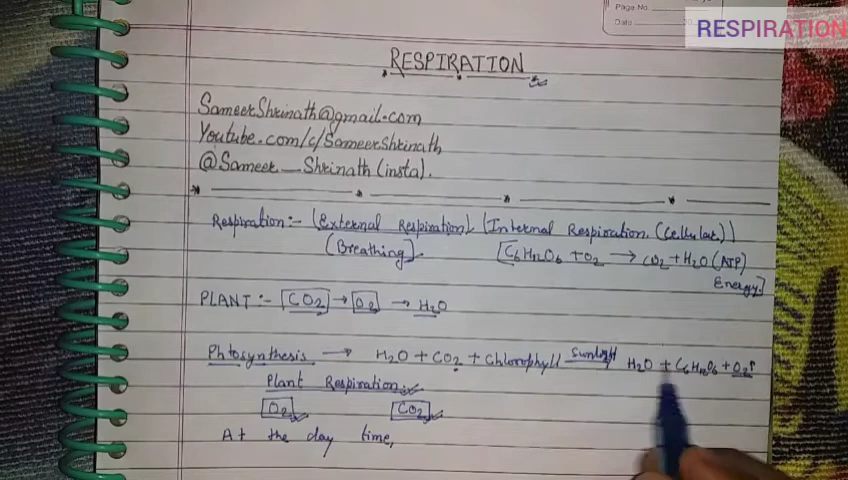 Page No.
Date
RESPIRATION
RESPIRATION
SameerShrinath@gmail.com
Youtube.com/c/SameerShrinath
@Sameer_Shrinath (insta).
Respiration:- (External Respiration) (Internal Respiration. (Cellular))
(Breathing). [C6H12O6 + O2 → CO2 + H2O (ATP)
Energy.]
PLANT:- CO2 → O2 → H2O
Phtosynthesis → H2O + CO2 + Chlorophyll Sunlight H2O + C6H12O6 + O2↑
Plant Respiration.
O2 CO2
At the day time,